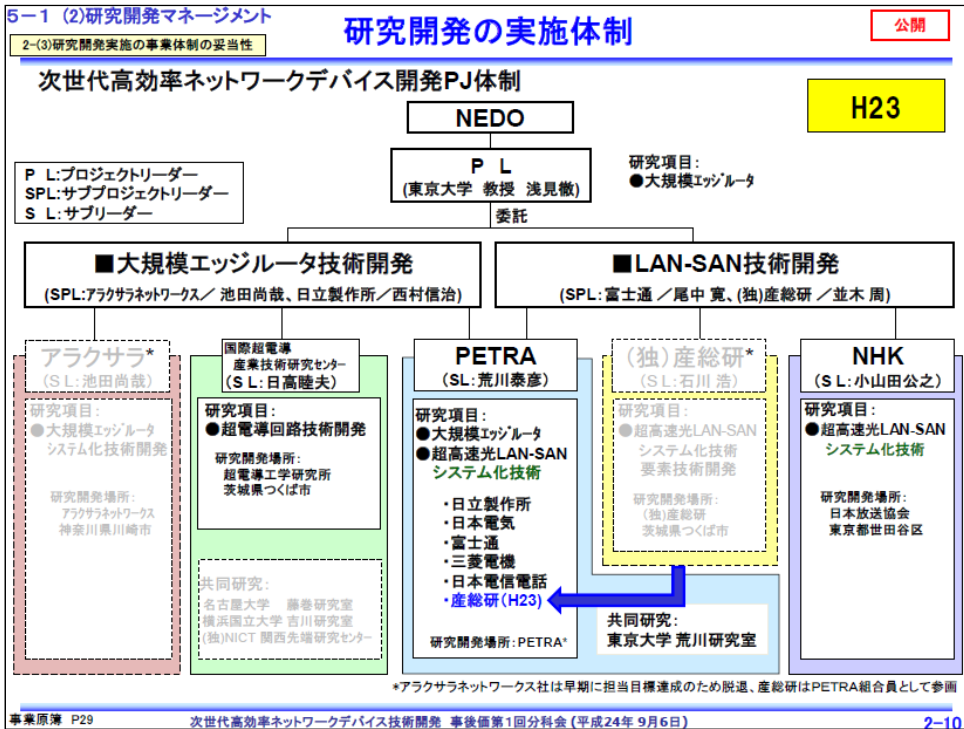 5-1 (2)研究開発マネージメント
2-(3)研究開発実施の事業体制の妥当性
研究開発の実施体制
公開
次世代高効率ネットワークデバイス開発PJ体制
H23
NEDO
P L:プロジェクトリーダー
SPL:サブプロジェクトリーダー
S L:サブリーダー
P L
(東京大学 教授 浅見徹)
研究項目:
●大規模エッジルータ
委託
■大規模エッジルータ技術開発
(SPL:アラクサラネットワークス/ 池田尚哉、日立製作所/西村信治)
■LAN-SAN技術開発
(SPL:富士通/尾中 寛、(独)産総研/並木 周)
アラクサラ*
(SL:池田尚哉)
研究項目:
●大規模エッジルータ
システム化技術開発
研究開発場所:
アラクサラネットワークス
神奈川県川崎市
国際超電導
産業技術研究センター
(SL:日高睦夫)
研究項目:
●超電導回路技術開発
研究開発場所:
超電導工学研究所
茨城県つくば市
共同研究:
名古屋大学 藤巻研究室
横浜国立大学 吉川研究室
(独)NICT 関西先端研究センター
PETRA
(SL:荒川泰彦)
研究項目:
●大規模エッジルータ
●超高速光LAN-SAN
システム化技術
・日立製作所
・日本電気
・富士通
・三菱電機
・日本電信電話
・産総研(H23)
研究開発場所:PETRA*
(独)産総研*
(SL:石川 浩)
研究項目:
●超高速光LAN-SAN
システム化技術
要素技術開発
研究開発場所:
(独)産総研
茨城県つくば市
共同研究:
東京大学 荒川研究室
NHK
(SL:小山田公之)
研究項目:
●超高速光LAN-SAN
システム化技術
研究開発場所:
日本放送協会
東京都世田谷区
*アラクサラネットワークス社は早期に担当目標達成のため脱退、産総研はPETRA組合員として参画
事業原簿 P29
次世代高効率ネットワークデバイス技術開発 事後価第1回分科会 (平成24年 9月6日)
2-10